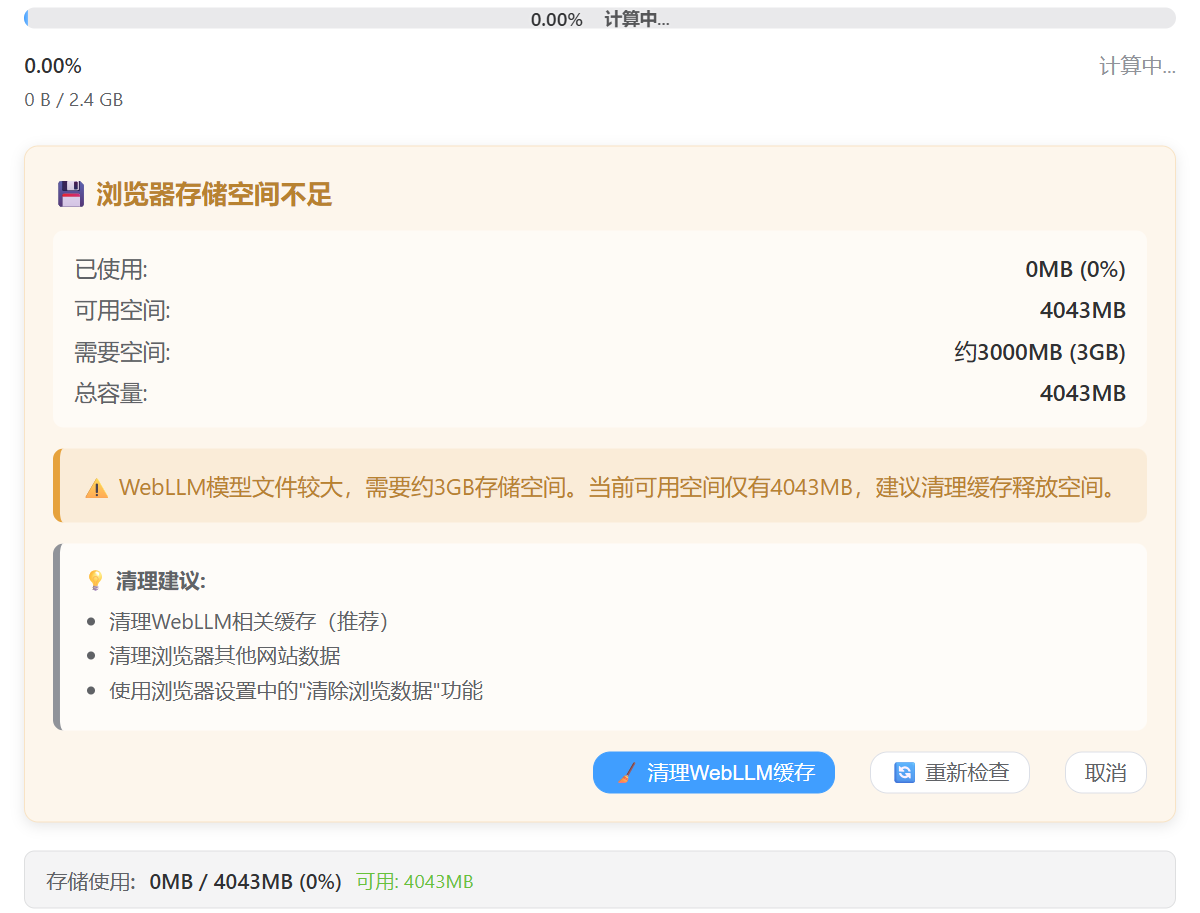 0.00% 计算中...
0.00% 计算中...
0 B / 2.4 GB
浏览器存储空间不足
已使用: 0MB (0%)
可用空间: 4043MB
需要空间: 约3000MB (3GB)
总容量: 4043MB
WebLLM模型文件较大，需要约3GB存储空间。当前可用空间仅有4043MB，建议清理缓存释放空间。
清理建议:
清理WebLLM相关缓存（推荐）
清理浏览器其他网站数据
使用浏览器设置中的"清除浏览数据"功能
清理WebLLM缓存 重新检查 取消
存储使用: 0MB / 4043MB (0%) 可用: 4043MB